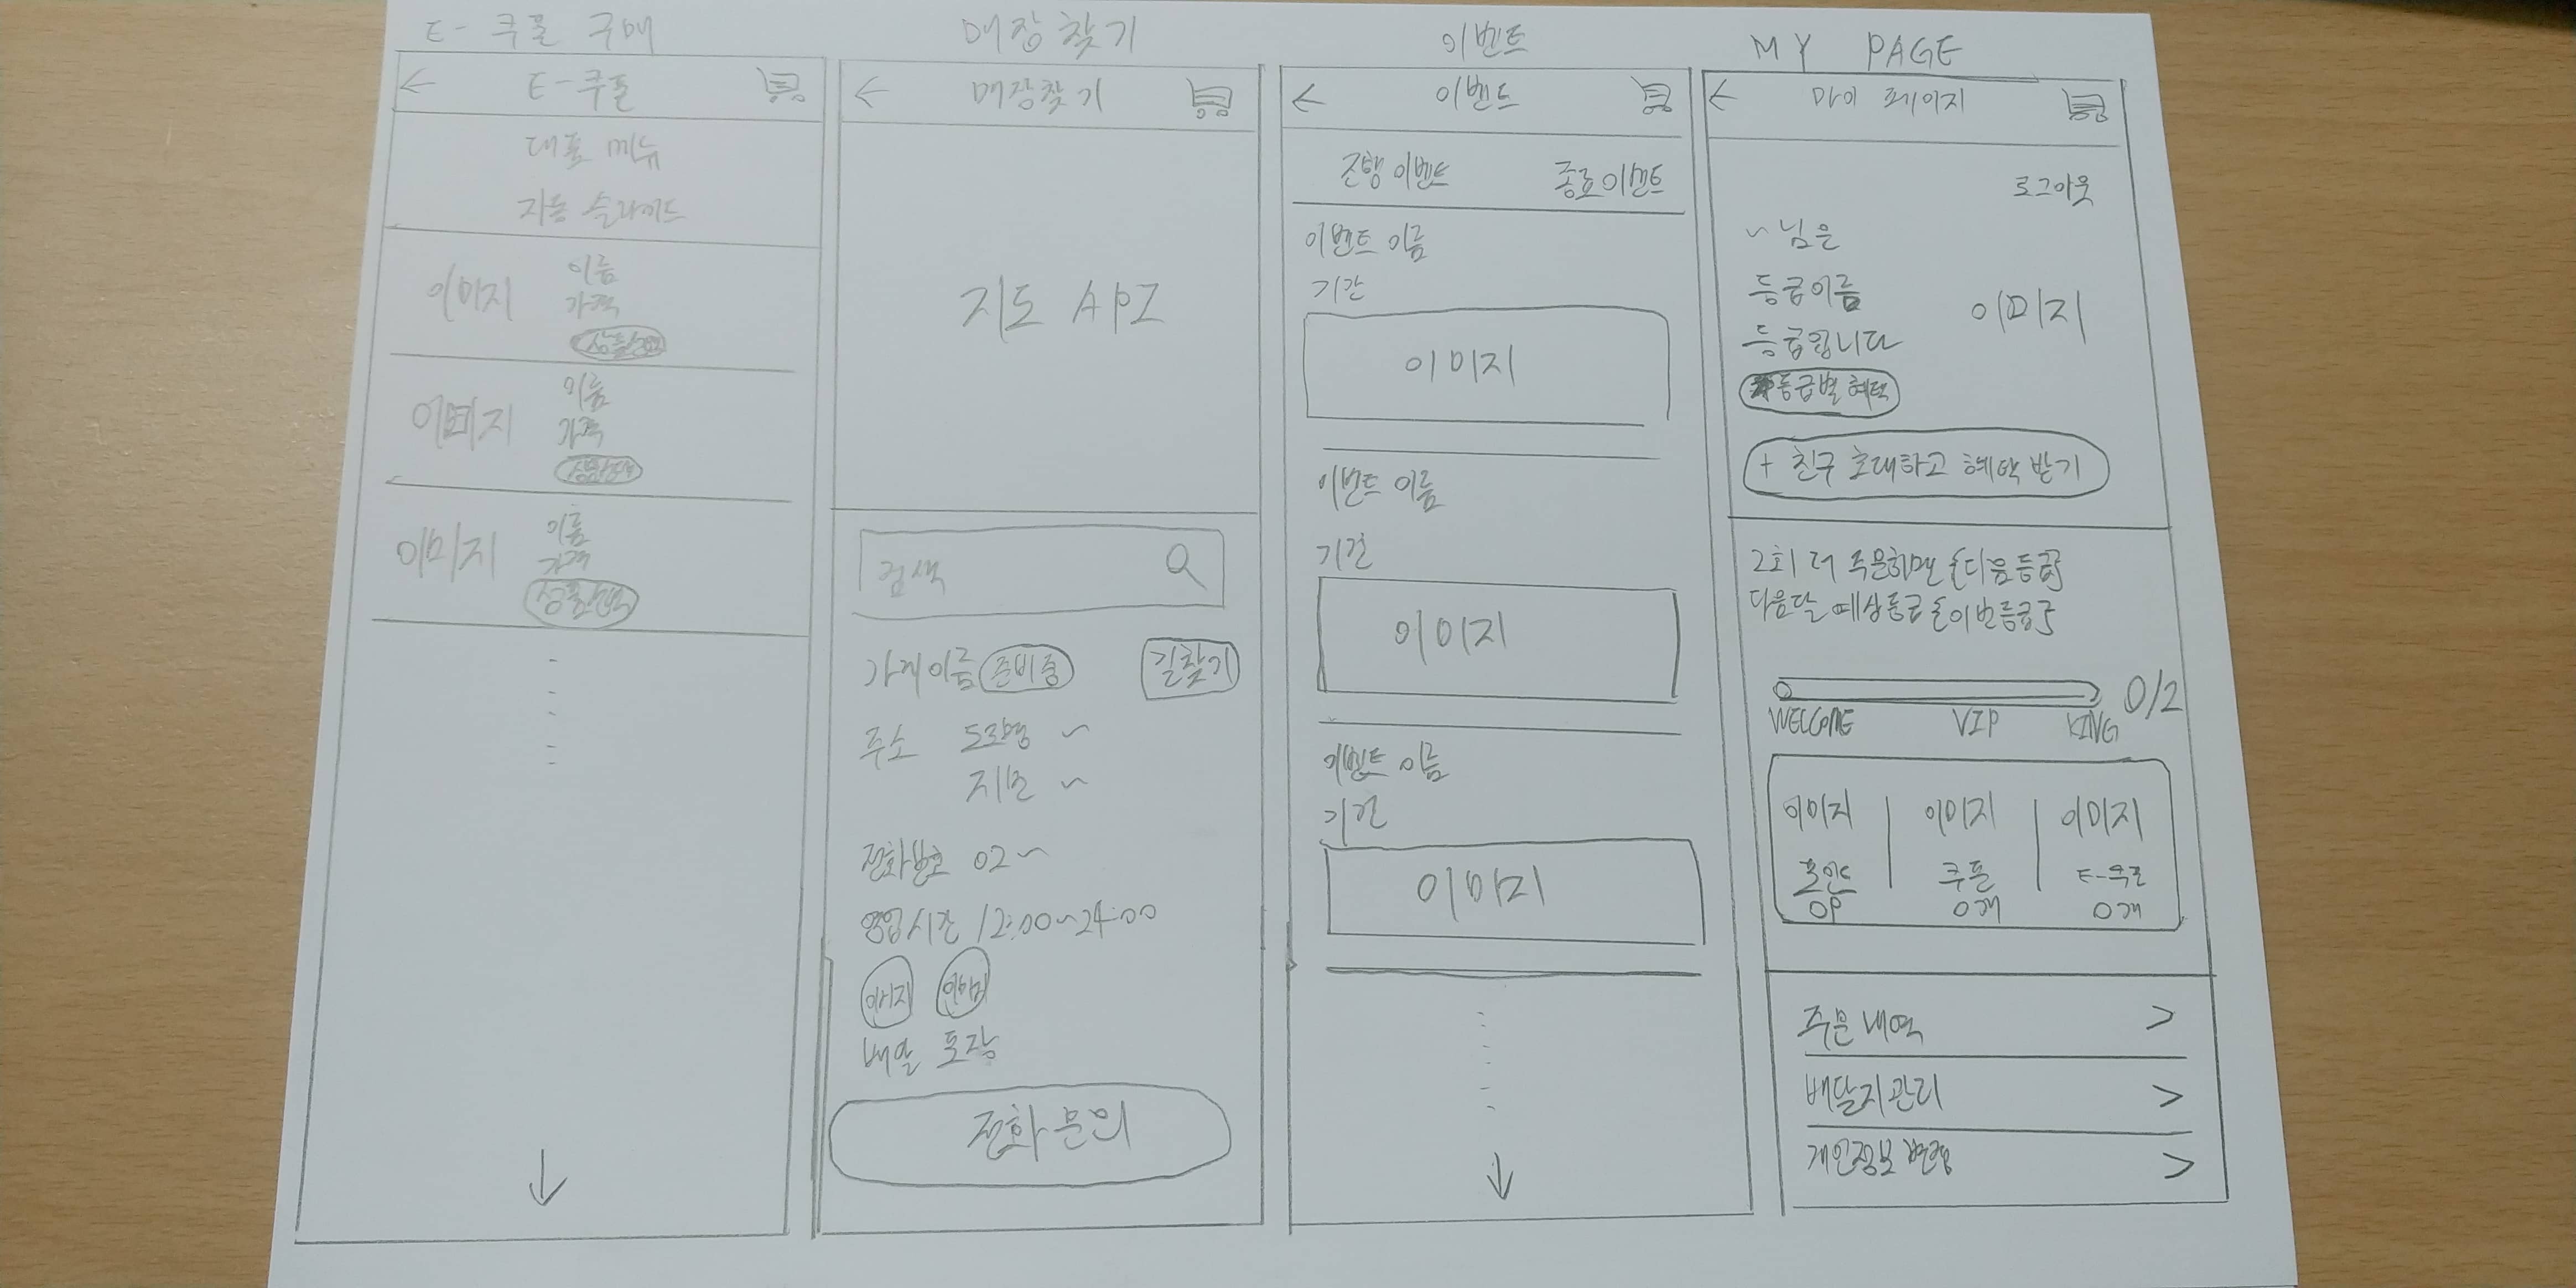 E- 쿠폰 구매
E-쿠폰
대표 메뉴
자동 슬라이드
이미지
이름
가격
이미지
이름
가격
이미지
이름
가격
상품선택
매장찾기
매장찾기
지도 API
검색
가게이름 준비중 길찾기
주소 도로명 ~
지번 ~
전화번호 02~
영업시간 12:00~24:00
이미지 이미지
배달 포장
전화 문의
이벤트
이벤트
진행 이벤트 종료이벤트
이벤트 이름
기간
이미지
이벤트 이름
기간
이미지
이벤트 이름
기간
이미지
MY PAGE
마이 페이지
로그아웃
~님은
등급이름
등급입니다
이미지
등급별 혜택
+ 친구 초대하고 혜택 받기
2회 더 주문하면 {다음등급}
다음달 예상등급 {이번등급}
0/2
WELCOME VIP KING
이미지 이미지 이미지
포인트 쿠폰 E-쿠폰
0P 0개 0개
주문내역 >
배달지관리 >
개인정보 변경 >